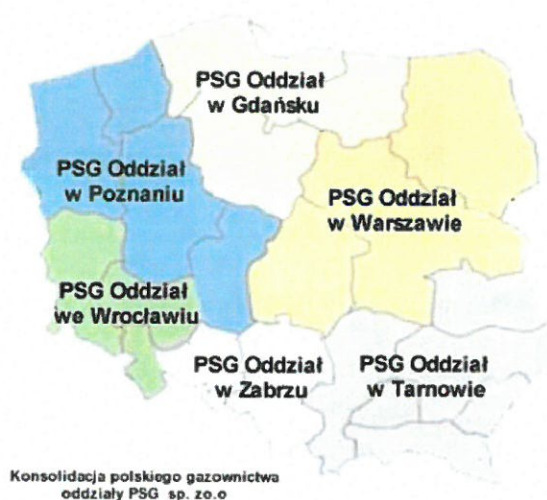 PSG Oddział
w Gdańsku
PSG Oddział
w Poznaniu
PSG Oddział
w Warszawie
PSG Oddział
we Wrocławiu
PSG Oddział
w Zabrzu
PSG Oddział
w Tarnowie
Konsolidacja polskiego gazownictwa
oddziały PSG sp. zo.o